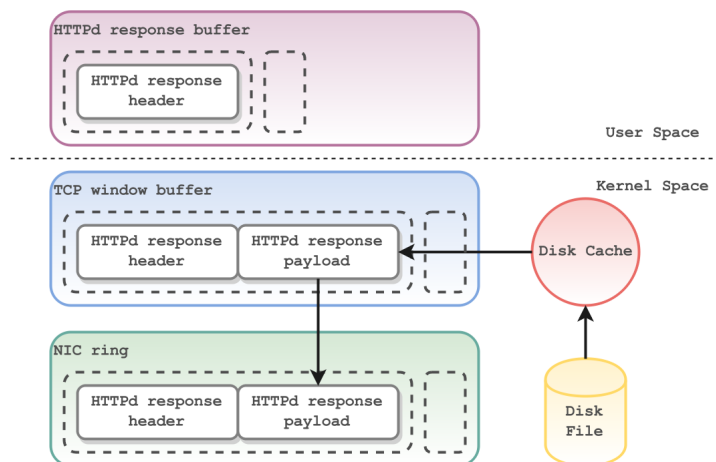 HTTPd response buffer
HTTPd response
header
User Space
Kernel Space
TCP window buffer
HTTPd response
header
HTTPd response
payload
Disk Cache
NIC ring
HTTPd response
header
HTTPd response
payload
Disk
File